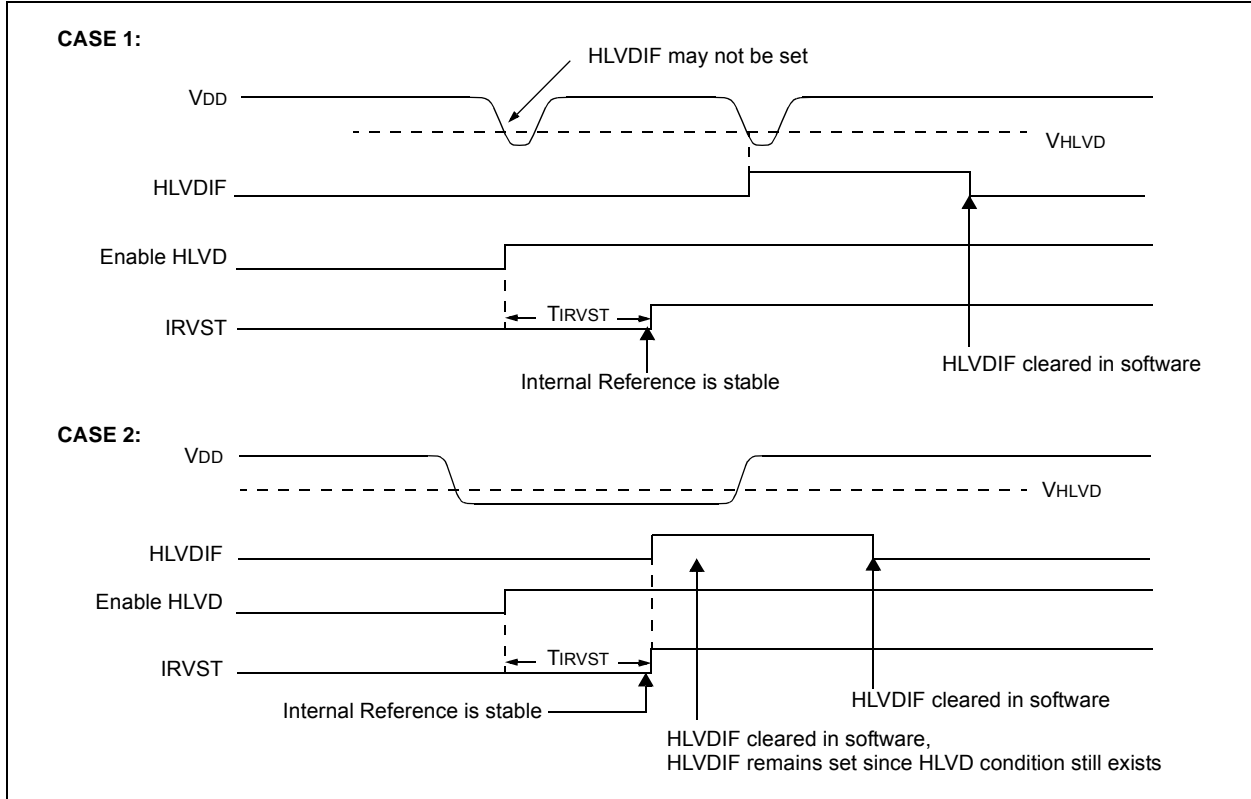 CASE 1:
HLVDIF may not be set
VDD
VHLVD
HLVDIF
Enable HLVD
TIRVST
IRVST
HLVDIF cleared in software
Internal Reference is stable
CASE 2:
VDD
VHLVD
HLVDIF
Enable HLVD
TIRVST
IRVST
HLVDIF cleared in software
Internal Reference is stable
HLVDIF cleared in software,
HLVDIF remains set since HLVD condition still exists